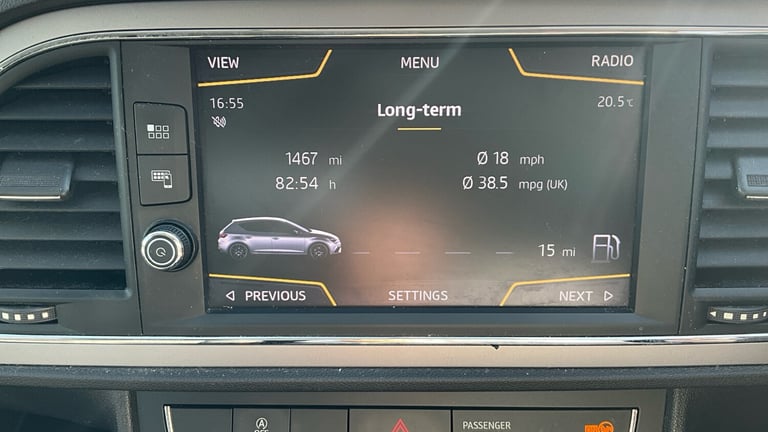 VIEW MENU RADIO
16:55 20.5°C
Long-term
1467 mi Ø 18 mph
82:54 h Ø 38.5 mpg (UK)
15 mi
PREVIOUS SETTINGS NEXT
A OFF PASSENGER